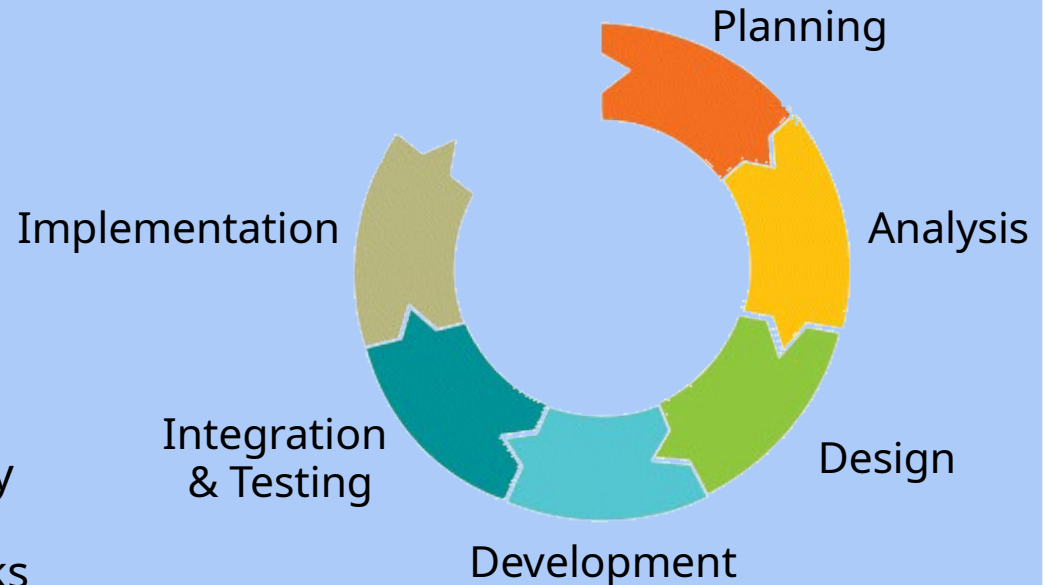 Planning
Analysis
Design
Development
Integration
& Testing
Implementation